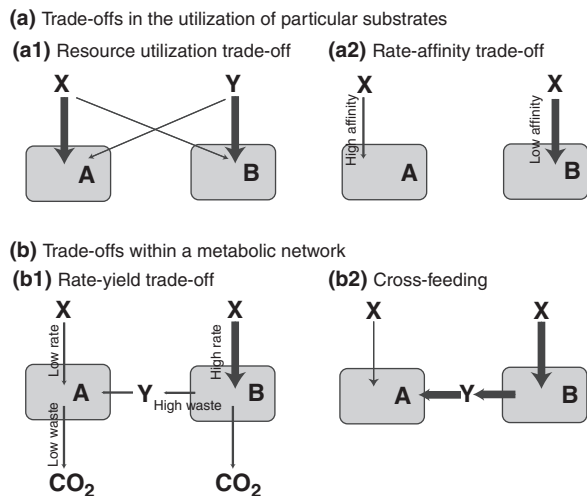 (a) Trade-offs in the utilization of particular substrates
(a1) Resource utilization trade-off
(a2) Rate-affinity trade-off
X
Y
X
X
High affinity
Low affinity
A
B
A
B
(b) Trade-offs within a metabolic network
(b1) Rate-yield trade-off
(b2) Cross-feeding
X
X
X
X
Low rate
High rate
A
Y
B
A
Y
B
High waste
Low waste
CO₂
CO₂